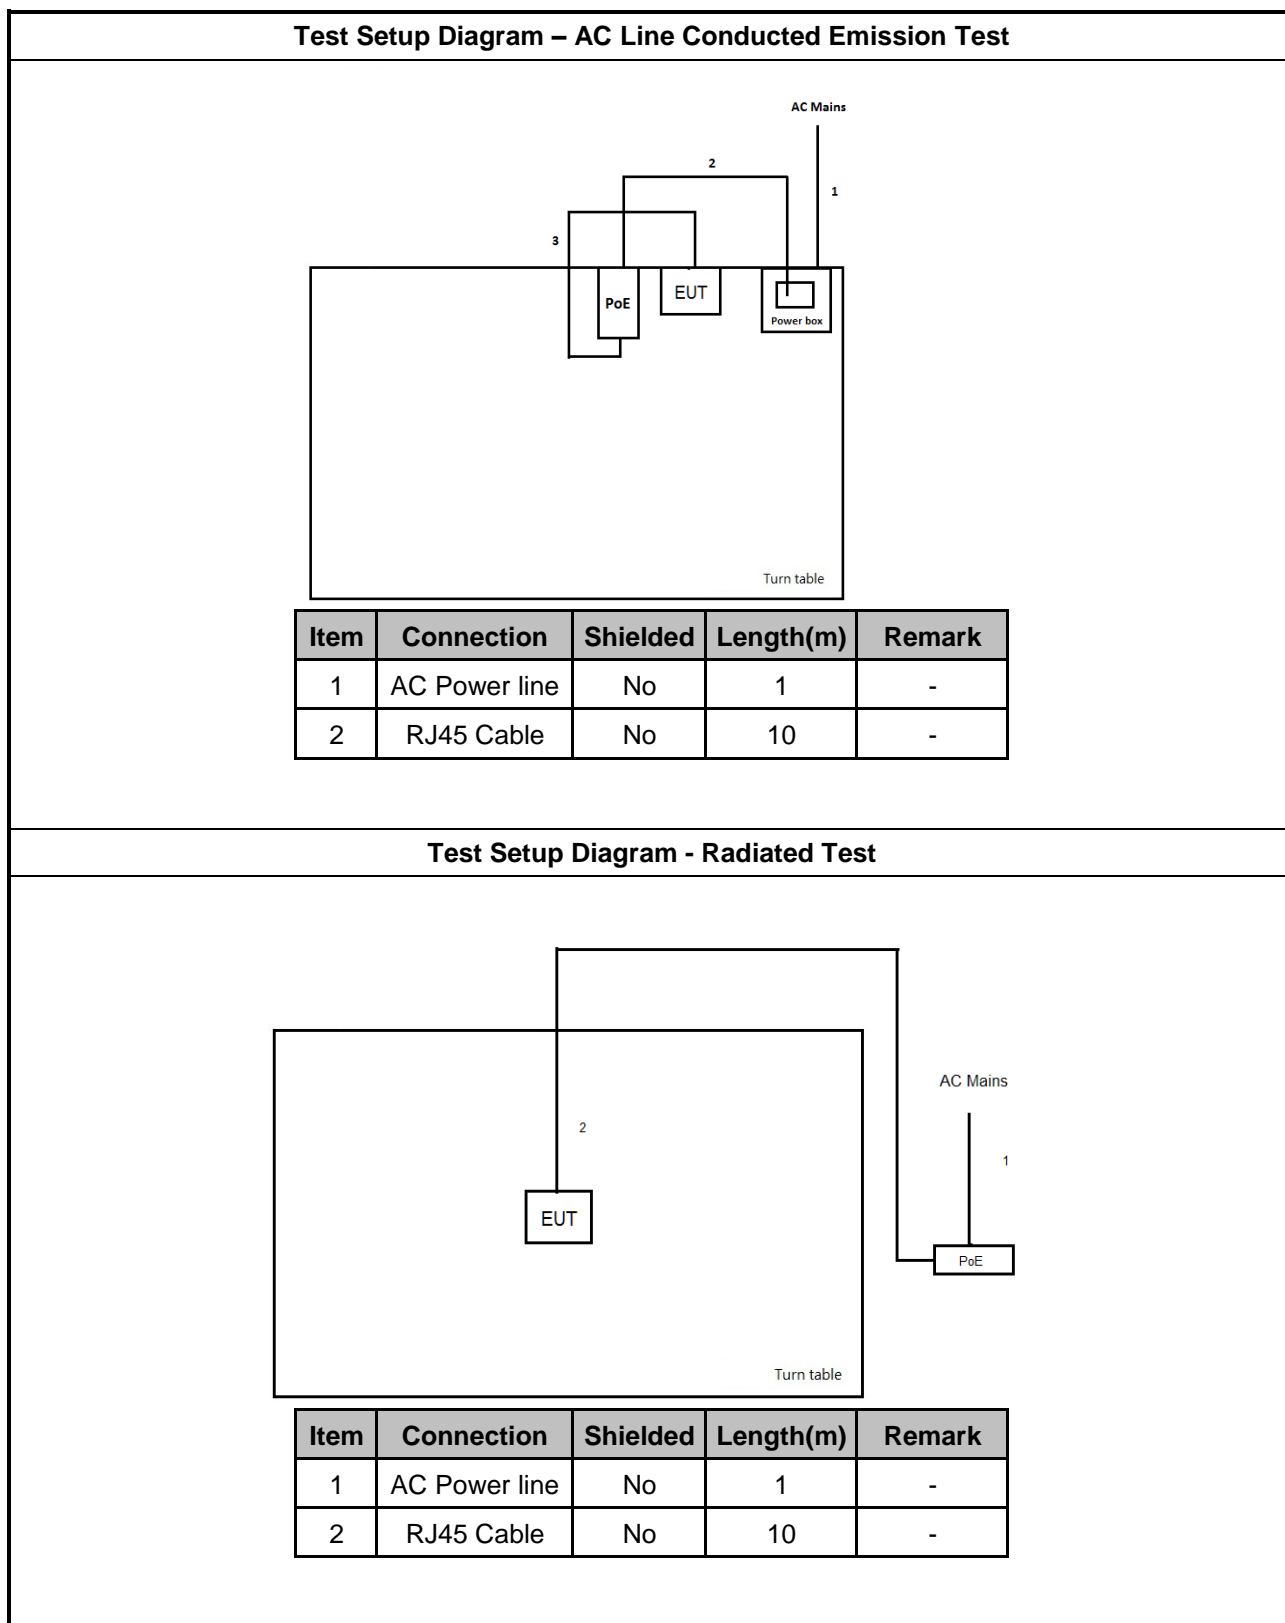 Test Setup Diagram – AC Line Conducted Emission Test
AC Mains
2
1
3
PoE
EUT
Power box
Turn table
Item Connection Shielded Length(m) Remark
1 AC Power line No 1 -
2 RJ45 Cable No 10 -
Test Setup Diagram - Radiated Test
AC Mains
2
1
EUT
PoE
Turn table
Item Connection Shielded Length(m) Remark
1 AC Power line No 1 -
2 RJ45 Cable No 10 -